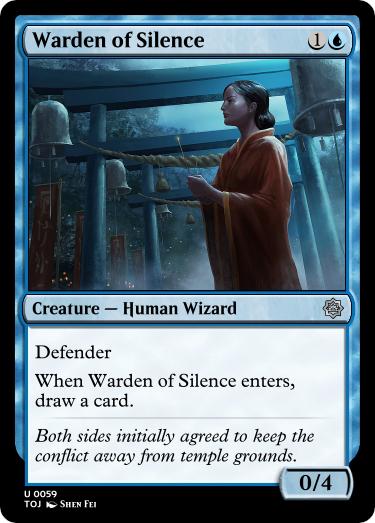 Warden of Silence 1
Creature — Human Wizard
Defender
When Warden of Silence enters,
draw a card.
Both sides initially agreed to keep the
conflict away from temple grounds.
0/4
U 0059
TOJ Shen Fei